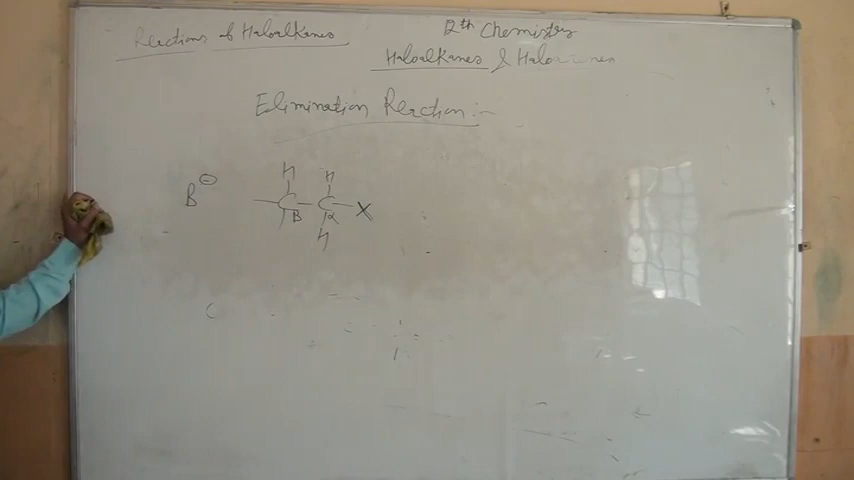 Reactions of Haloalkanes
12th Chemistry
Haloalkanes & Haloarenes
Elimination Reaction :-
H H
B ⊖ — C — C — X
β α
H
C